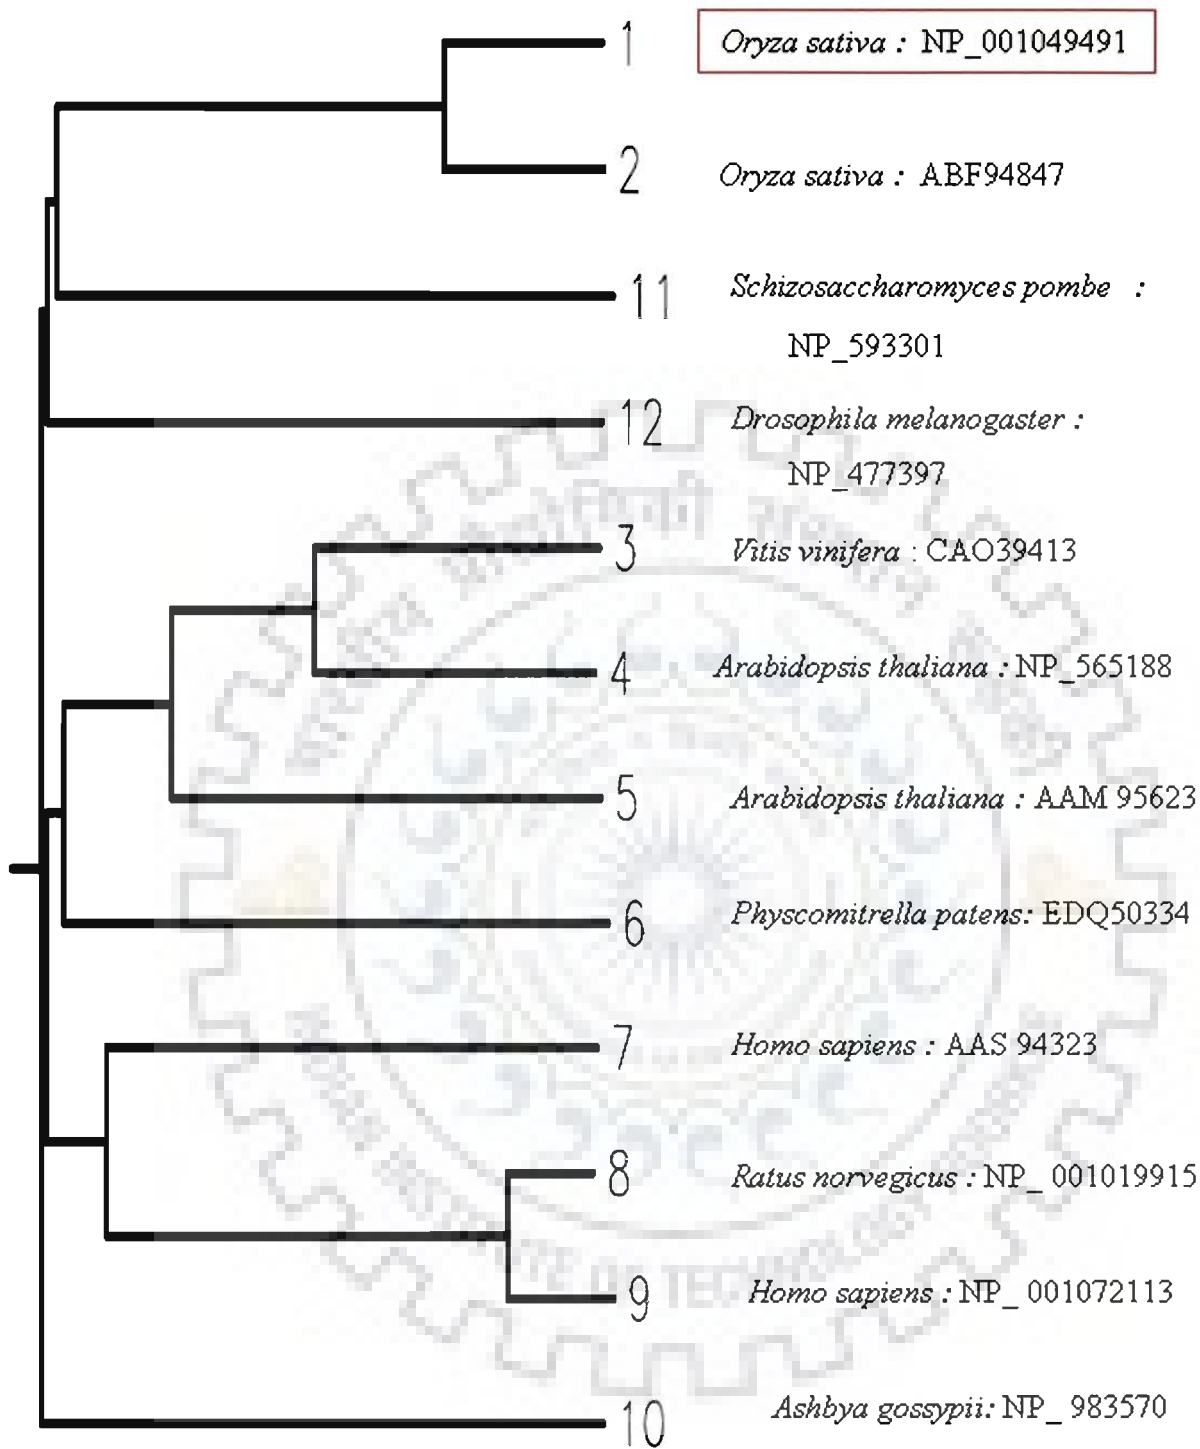 1 Oryza sativa : NP_001049491
2 Oryza sativa : ABF94847
11 Schizosaccharomyces pombe :
NP_593301
12 Drosophila melanogaster :
NP_477397
3 Vitis vinifera : CAO39413
4 Arabidopsis thaliana : NP_565188
5 Arabidopsis thaliana : AAM 95623
6 Physcomitrella patens: EDQ50334
7 Homo sapiens : AAS 94323
8 Ratus norvegicus : NP_ 001019915
9 Homo sapiens : NP_ 001072113
10 Ashbya gossypii: NP_ 983570